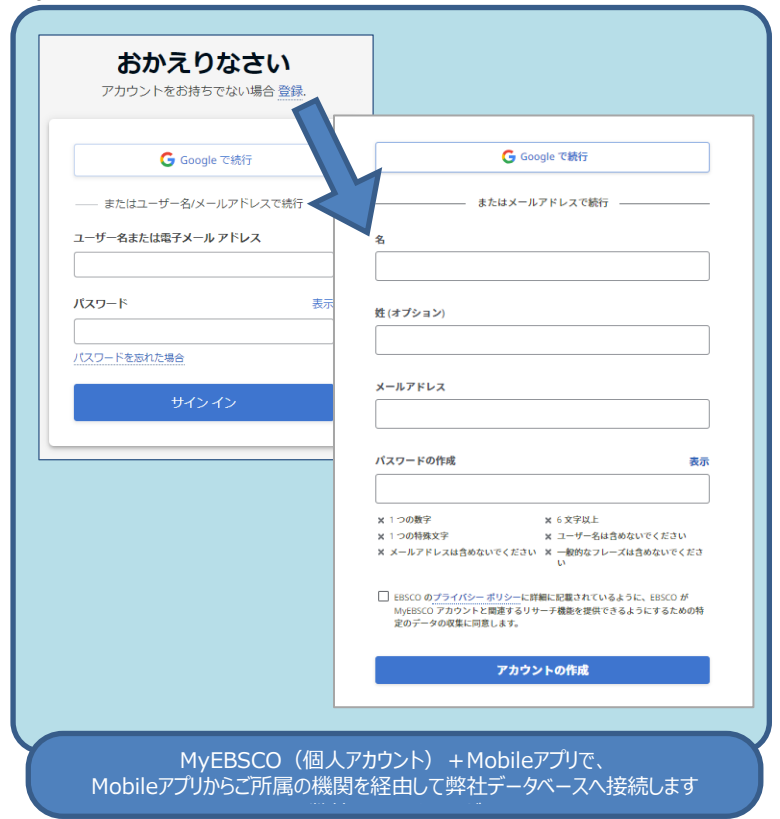 おかえりなさい
アカウントをお持ちでない場合 登録.
Google で続行
またはユーザー名/メールアドレスで続行
ユーザー名または電子メール アドレス
パスワード 表示
パスワードを忘れた場合
サイン イン
Google で続行
またはメールアドレスで続行
名
姓 (オプション)
メールアドレス
パスワードの作成 表示
× 1 つの数字 × 6 文字以上
× 1 つの特殊文字 × ユーザー名は含めないでください
× メールアドレスは含めないでください × 一般的なフレーズは含めないでくださ
い
EBSCO のプライバシー ポリシーに詳細に記載されているように、EBSCO が
MyEBSCO アカウントと関連するリサーチ機能を提供できるようにするための特
定のデータの収集に同意します。
アカウントの作成
MyEBSCO（個人アカウント）＋Mobileアプリで、
Mobileアプリからご所属の機関を経由して弊社データベースへ接続します